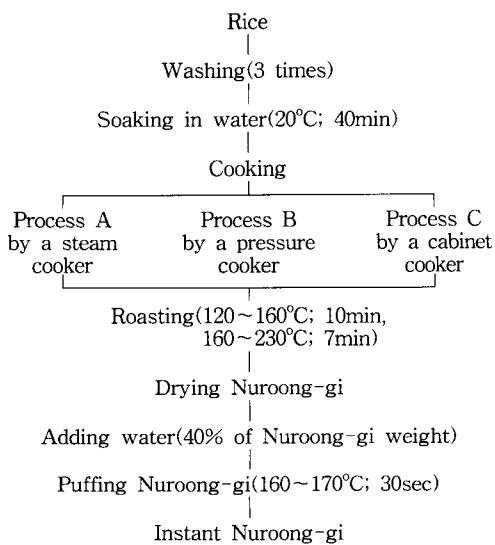 Rice
Washing(3 times)
Soaking in water(20°C; 40min)
Cooking
Process A
by a steam
cooker
Process B
by a pressure
cooker
Process C
by a cabinet
cooker
Roasting(120~160°C; 10min,
160~230°C; 7min)
Drying Nuroong-gi
Adding water(40% of Nuroong-gi weight)
Puffing Nuroong-gi(160~170°C; 30sec)
Instant Nuroong-gi